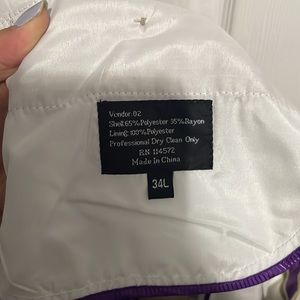 Vendor:02
Shell:65%Polyester 35%Rayon
Lining: 100%Polyester
Professional Dry Clean Only
RN 114572
Made In China
34L